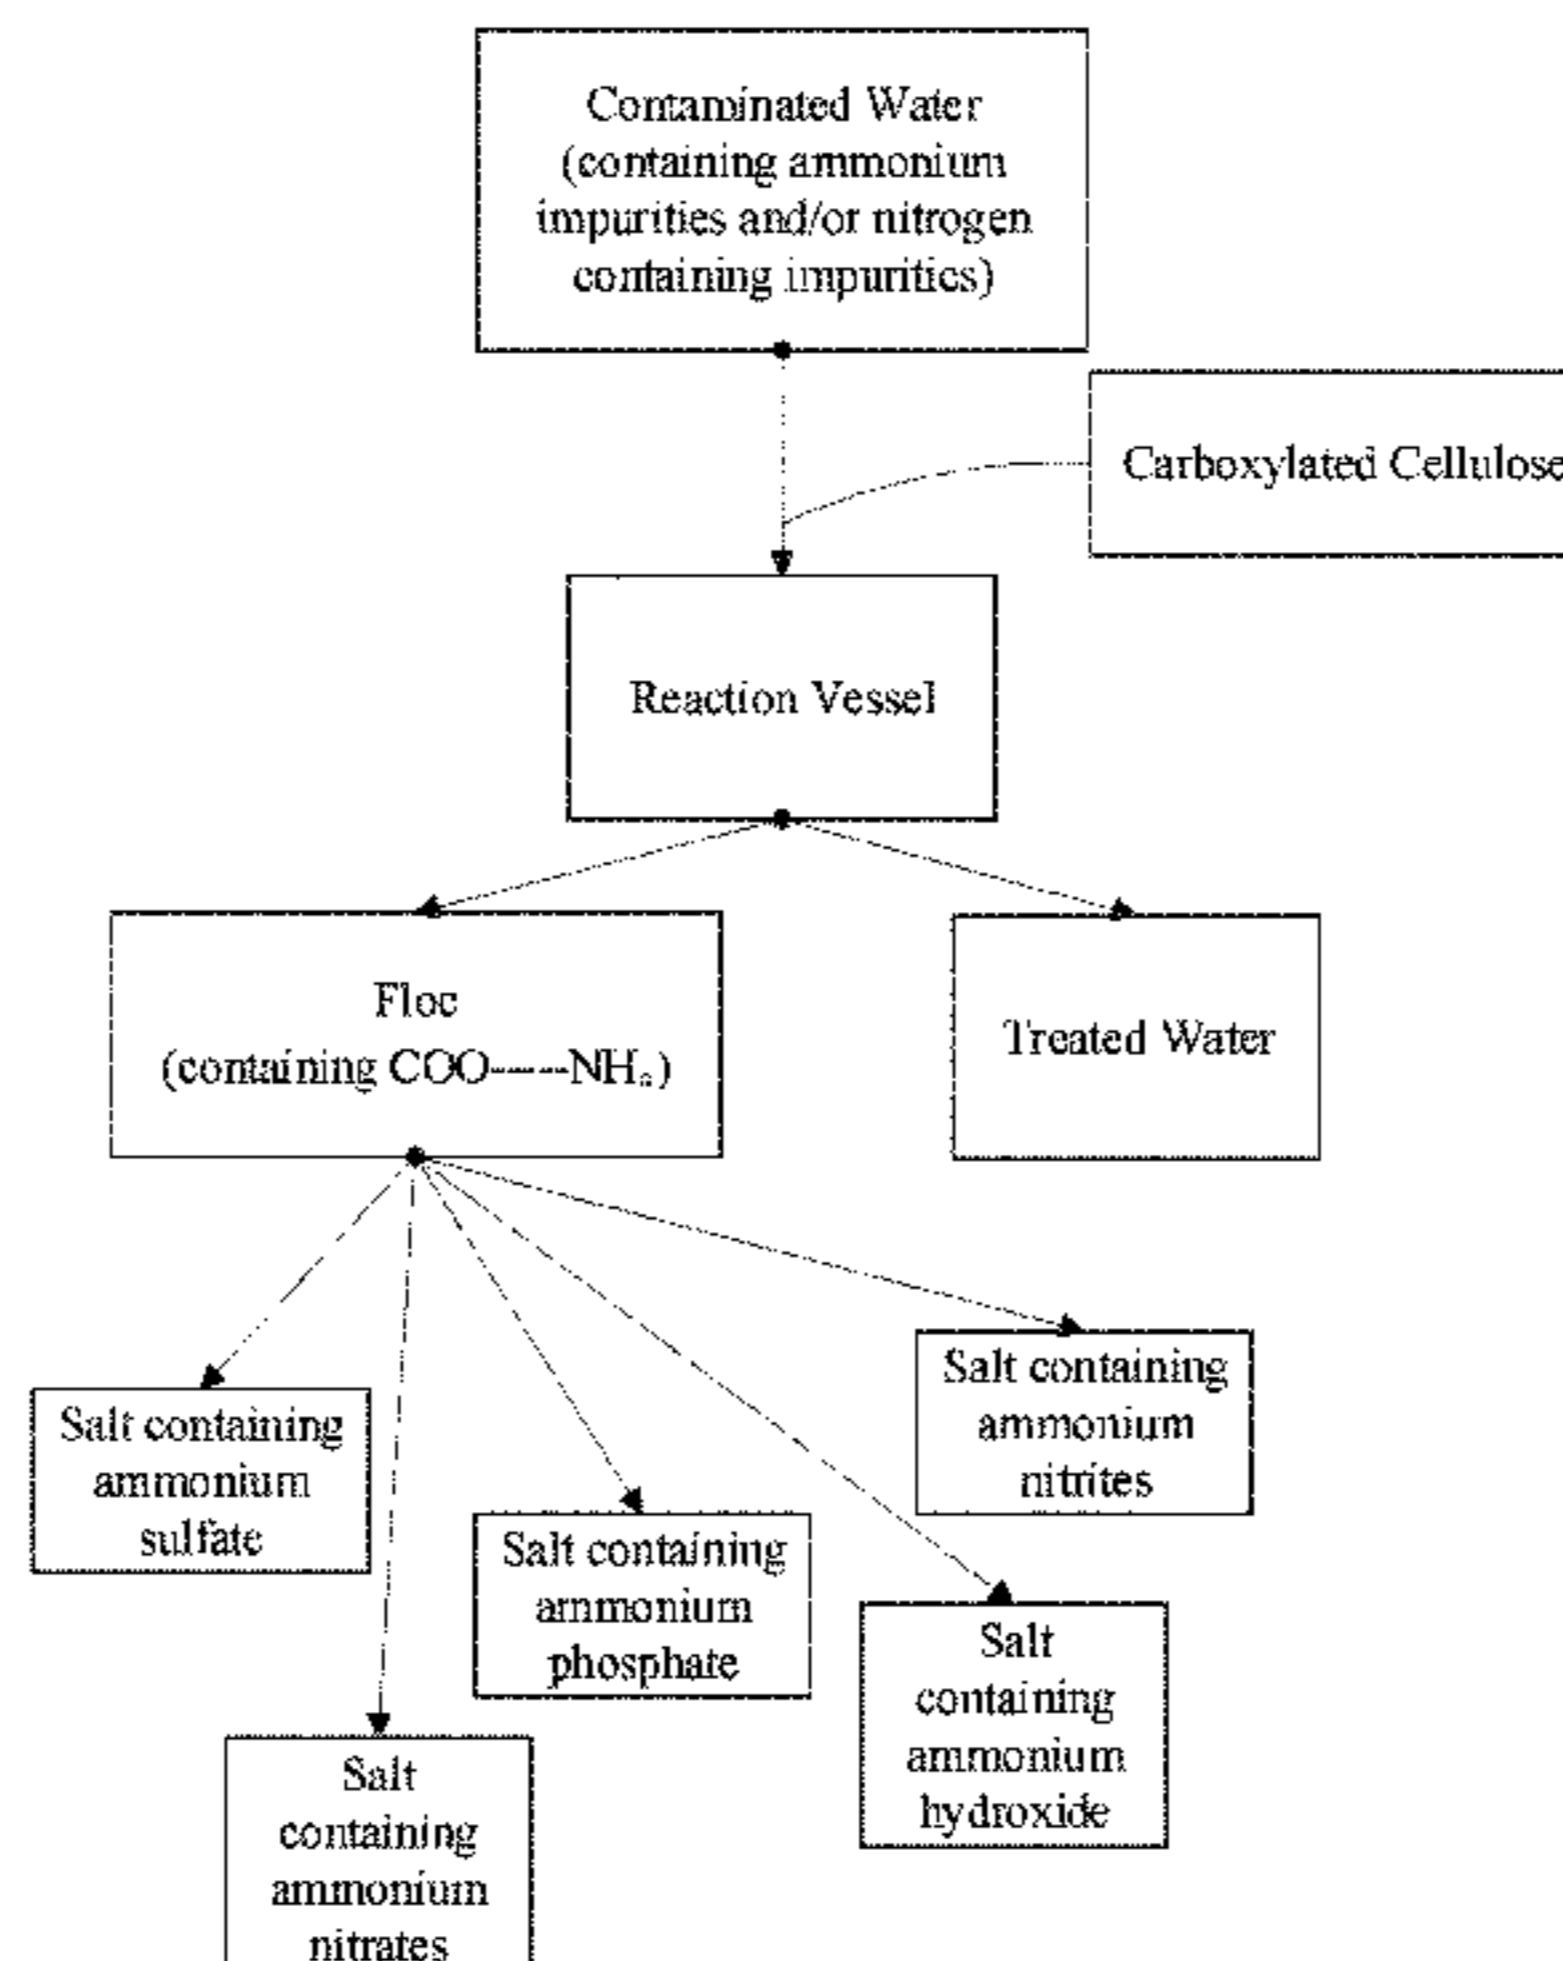 Contaminated Water
(containing ammonium
impurities and/or nitrogen
containing impurities)
Carboxylated Cellulose
Reaction Vessel
Floc
(containing COO------NH₄)
Treated Water
Salt containing
ammonium
nitrites
Salt containing
ammonium
sulfate
Salt containing
ammonium
phosphate
Salt
containing
ammonium
hydroxide
Salt
containing
ammonium
nitrates